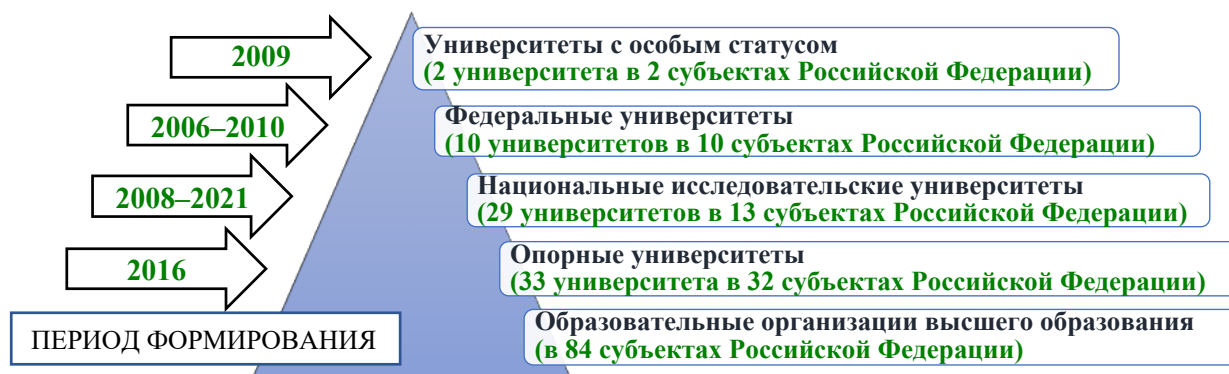 2009
Университеты с особым статусом
(2 университета в 2 субъектах Российской Федерации)
2006–2010
Федеральные университеты
(10 университетов в 10 субъектах Российской Федерации)
2008–2021
Национальные исследовательские университеты
(29 университетов в 13 субъектах Российской Федерации)
2016
Опорные университеты
(33 университета в 32 субъектах Российской Федерации)
ПЕРИОД ФОРМИРОВАНИЯ
Образовательные организации высшего образования
(в 84 субъектах Российской Федерации)